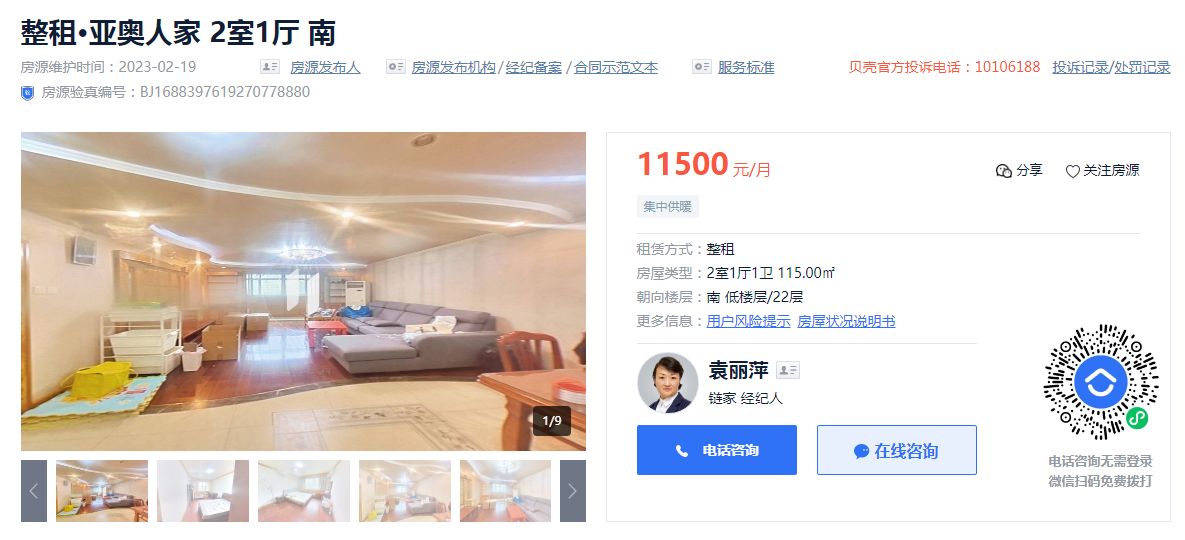 整租·亚奥人家 2室1厅 南
房源维护时间：2023-02-19 房源发布人 房源发布机构/经纪备案/合同示范文本 服务标准 贝壳官方投诉电话：10106188 投诉记录/处罚记录
房源验真编号：BJ1688397619270778880
11500 元/月
分享 关注房源
集中供暖
租赁方式：整租
房屋类型：2室1厅1卫 115.00㎡
朝向楼层：南 低楼层/22层
更多信息：用户风险提示 房屋状况说明书
袁丽萍
链家 经纪人
1/9
电话咨询 在线咨询
电话咨询无需登录
微信扫码免费拨打